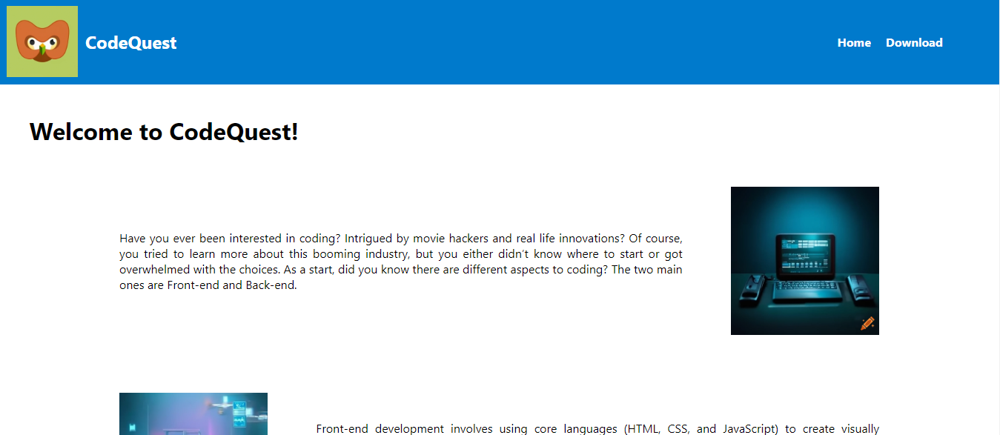 CodeQuest
Home Download
Welcome to CodeQuest!
Have you ever been interested in coding? Intrigued by movie hackers and real life innovations? Of course,
you tried to learn more about this booming industry, but you either didn't know where to start or got
overwhelmed with the choices. As a start, did you know there are different aspects to coding? The two main
ones are Front-end and Back-end.
Front-end development involves using core languages (HTML, CSS, and JavaScript) to create visually